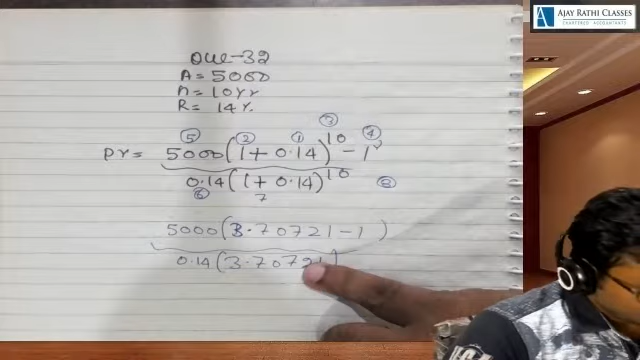 AJAY RATHI CLASSES
CHARTERED ACCOUNTANTS
Que-32
A = 5000
n = 10 yr
R = 14%
PV = 5000(1 + 0.14)^10 - 1
0.14(1 + 0.14)^10
5000(3.70721 - 1)
0.14(3.70721)